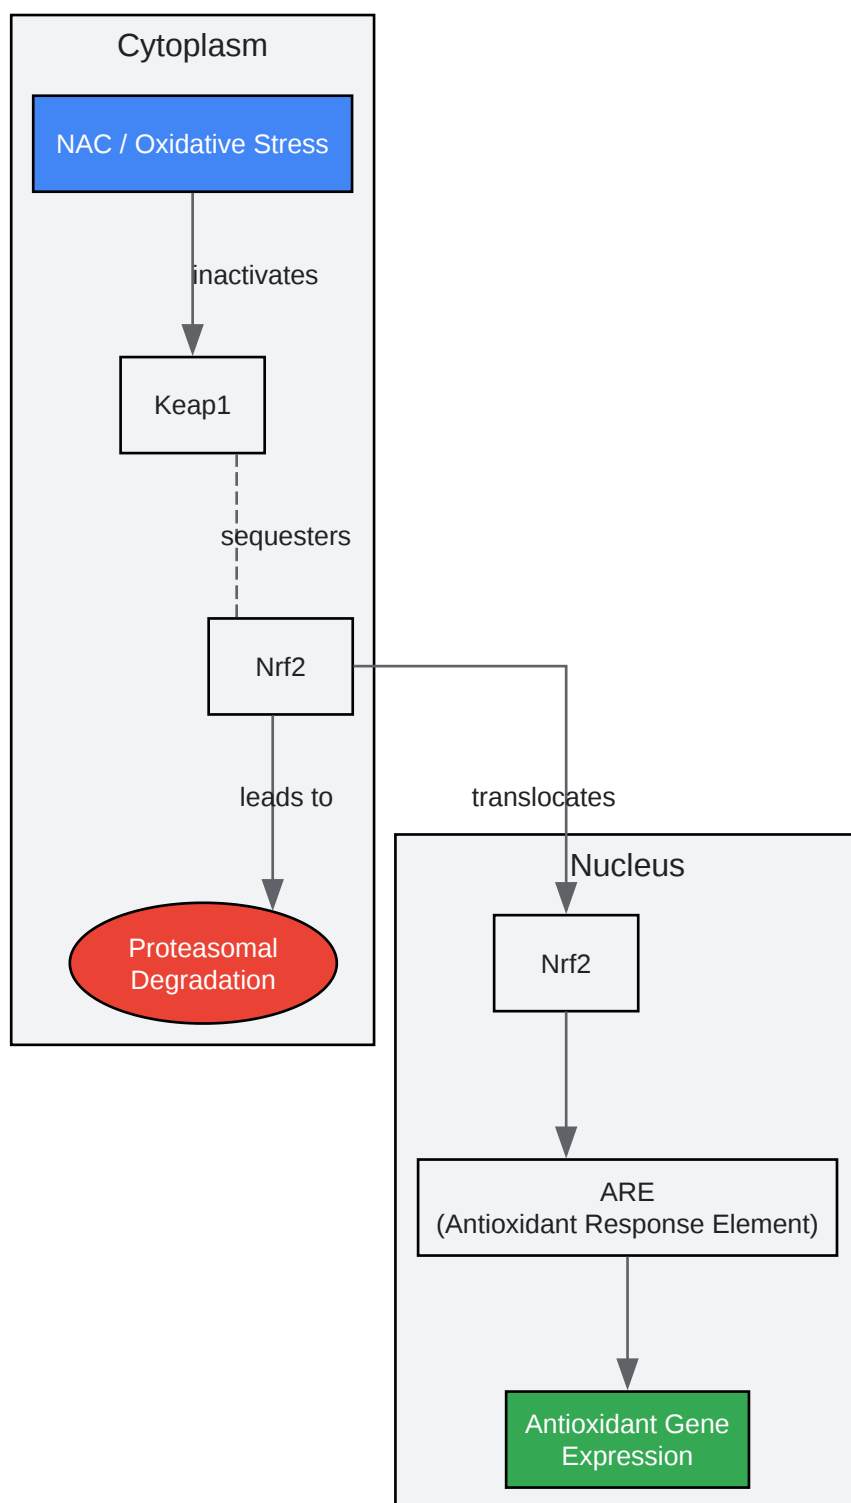 Cytoplasm
NAC / Oxidative Stress
inactivates
Keap1
sequesters
Nrf2
leads to
translocates
Nucleus
Proteasomal
Degradation
Nrf2
ARE
(Antioxidant Response Element)
Antioxidant Gene
Expression